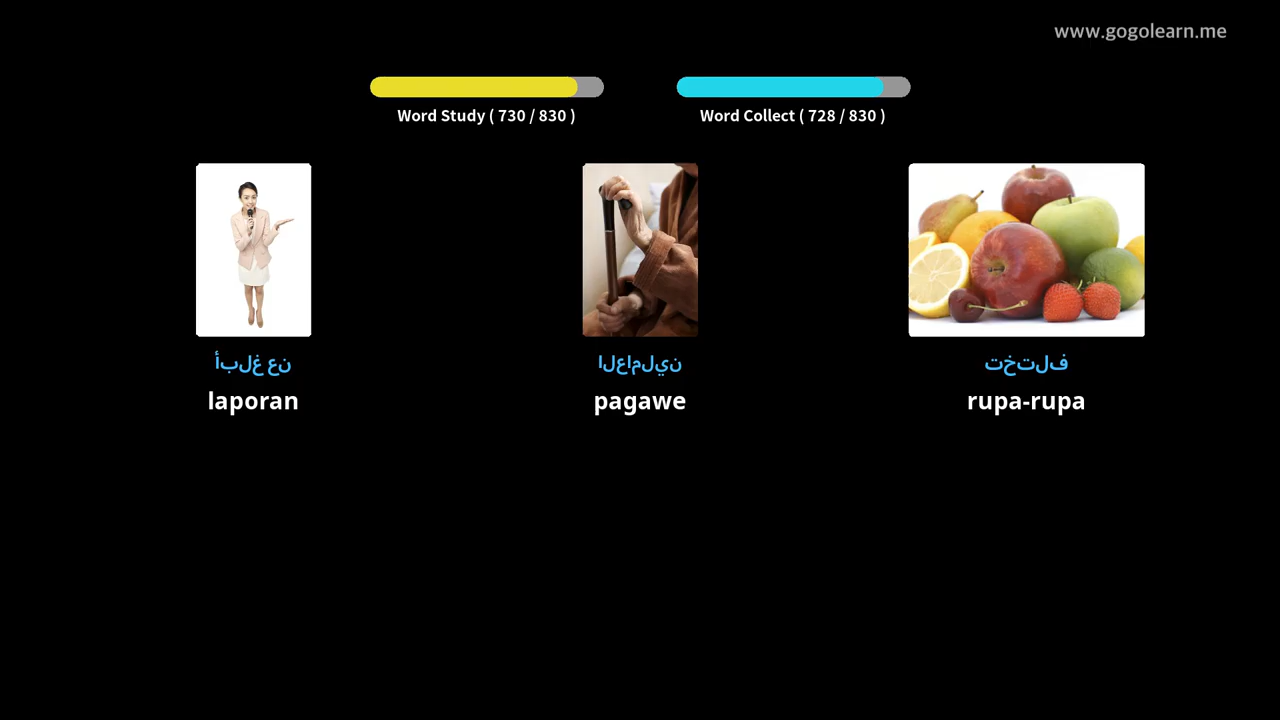 www.gogolearn.me
Word Study ( 730 / 830 )
Word Collect ( 728 / 830 )
أبلغ عن
العاملين
تختلف
laporan
pagawe
rupa-rupa